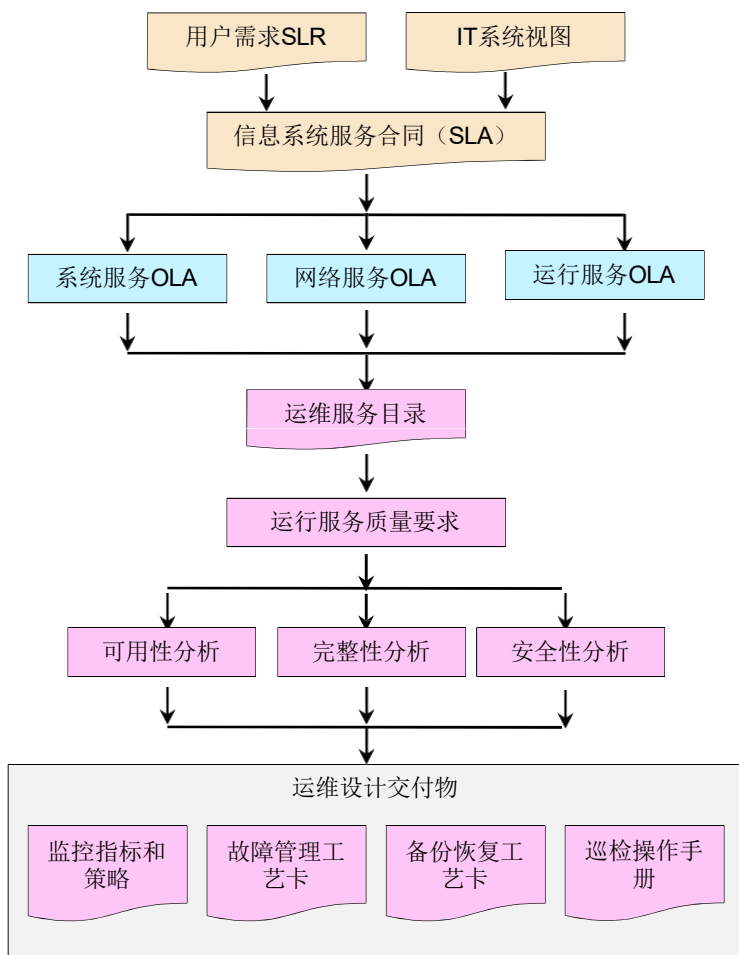 用户需求SLR
IT系统视图
信息系统服务合同（SLA）
系统服务OLA
网络服务OLA
运行服务OLA
运维服务目录
运行服务质量要求
可用性分析
完整性分析
安全性分析
运维设计交付物
监控指标和
策略
故障管理工
艺卡
备份恢复工
艺卡
巡检操作手
册